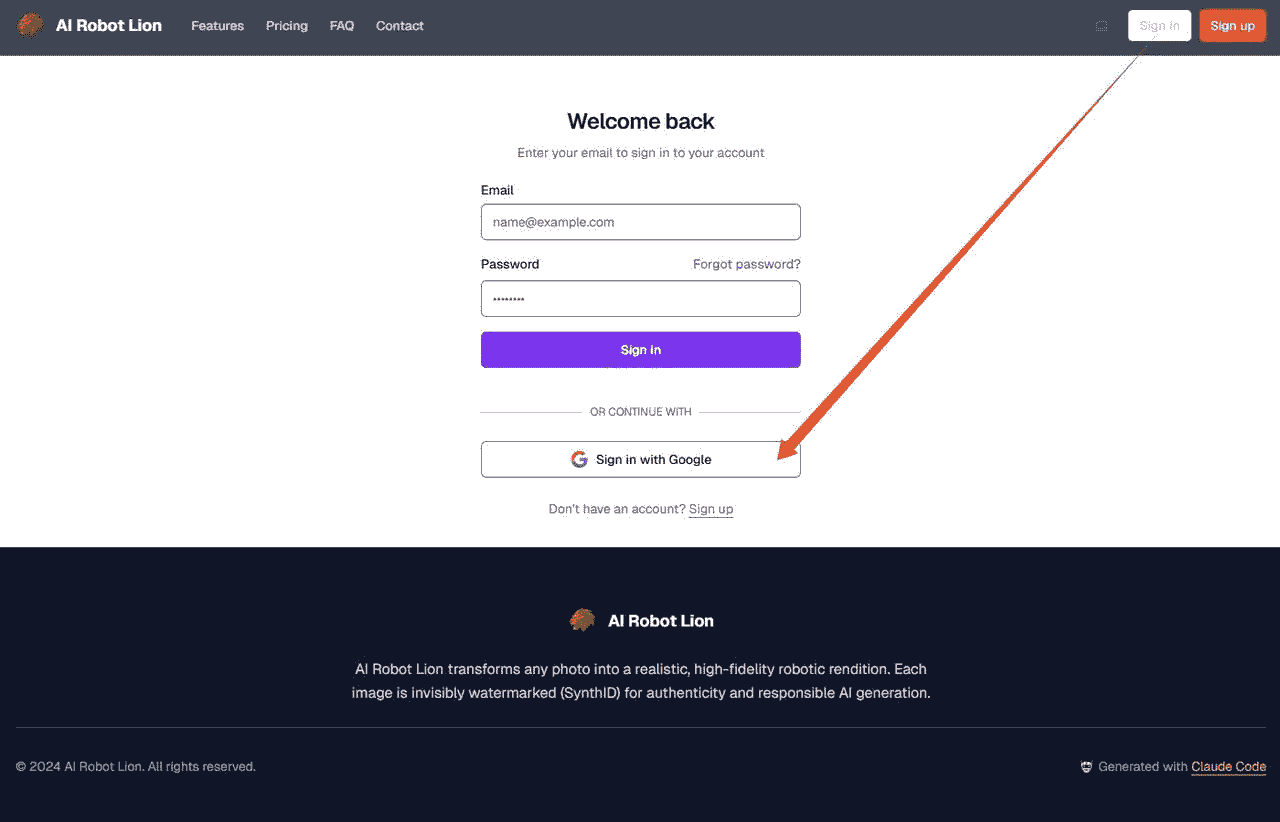 AI Robot Lion Features Pricing FAQ Contact Sign in Sign up
Welcome back
Enter your email to sign in to your account
Email
name@example.com
Password Forgot password?
••••••••
Sign in
OR CONTINUE WITH
Sign in with Google
Don't have an account? Sign up
AI Robot Lion
AI Robot Lion transforms any photo into a realistic, high-fidelity robotic rendition. Each
image is invisibly watermarked (SynthID) for authenticity and responsible AI generation.
© 2024 AI Robot Lion. All rights reserved. Generated with Claude Code